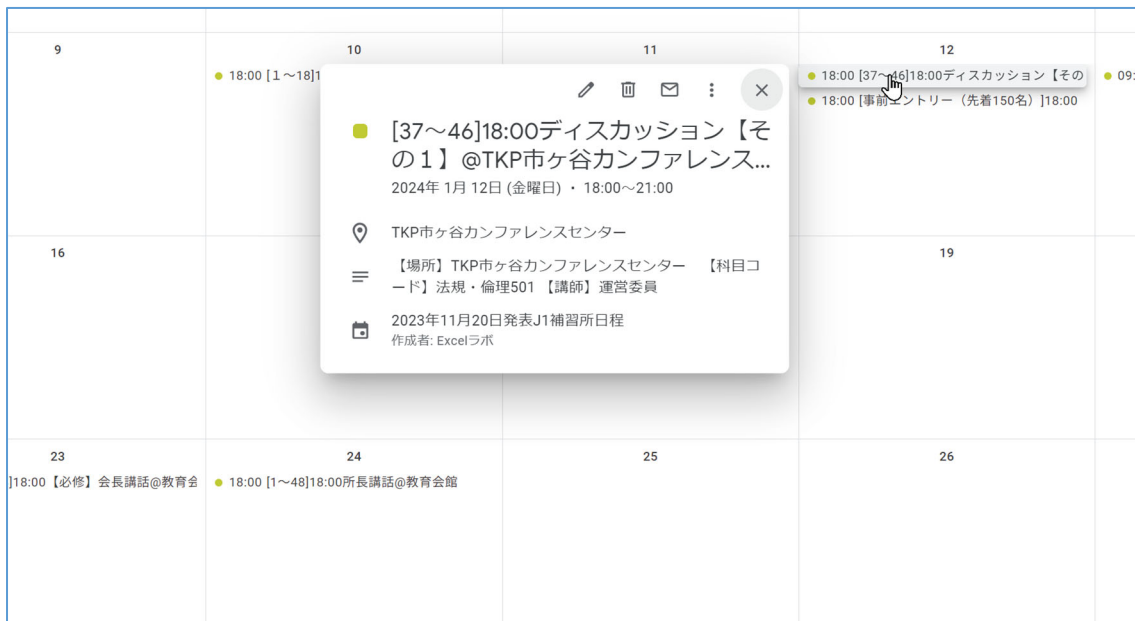 9
10
11
12
18:00 [１～18]1
18:00 [37～46]18:00ディスカッション【その
09:
18:00 [事前エントリー（先着150名）]18:00
[37～46]18:00ディスカッション【そ
の１】@TKP市ヶ谷カンファレンス...
2024年 1月 12日 (金曜日)・18:00～21:00
TKP市ヶ谷カンファレンスセンター
【場所】TKP市ヶ谷カンファレンスセンター　【科目コ
ード】法規・倫理501 【講師】運営委員
2023年11月20日発表J1補習所日程
作成者: Excelラボ
16
19
23
24
25
26
]18:00【必修】会長講話@教育会
18:00 [1～48]18:00所長講話@教育会館